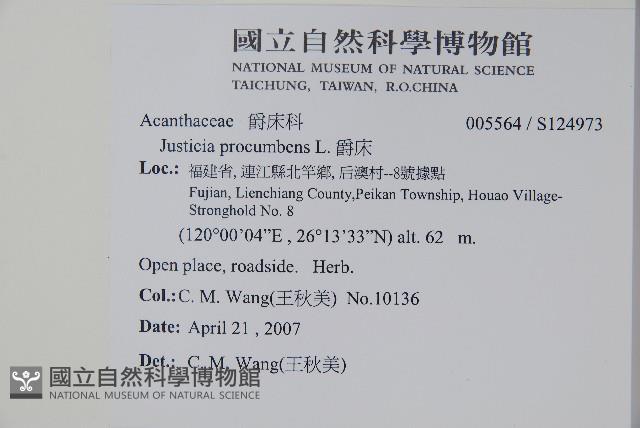 國立自然科學博物館
NATIONAL MUSEUM OF NATURAL SCIENCE
TAICHUNG, TAIWAN, R.O.CHINA
Acanthaceae 爵床科 005564 / S124973
Justicia procumbens L. 爵床
Loc.: 福建省, 連江縣北竿鄉, 后澳村--8號據點
Fujian, Lienchiang County,Peikan Township, Houao Village-
Stronghold No. 8
(120°00'04”E , 26°13'33”N) alt. 62 m.
Open place, roadside. Herb.
Col.: C. M. Wang(王秋美) No.10136
Date: April 21 , 2007
Det.: C. M. Wang(王秋美)
國立自然科學博物館
NATIONAL MUSEUM OF NATURAL SCIENCE